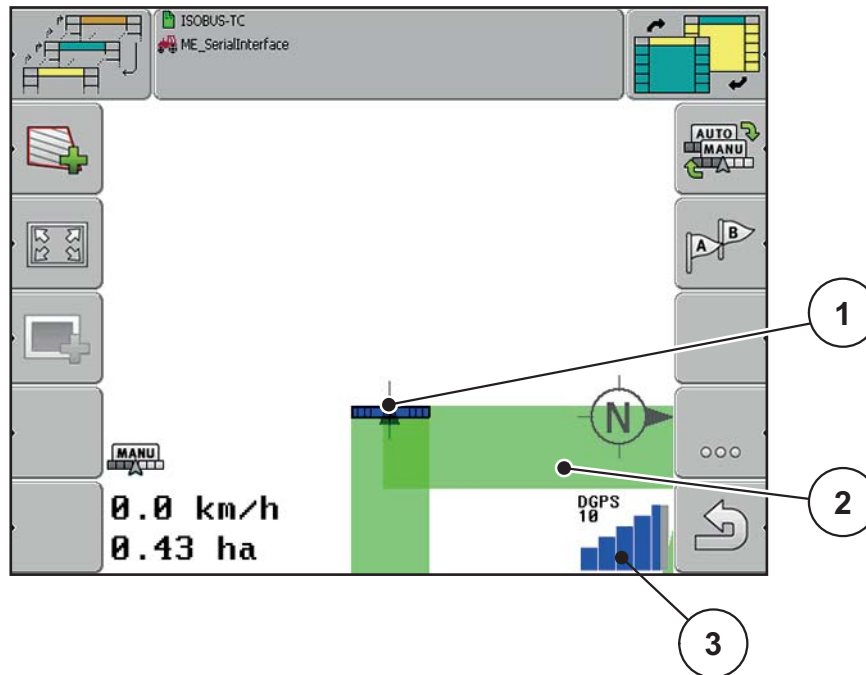 ISOBUS-TC
ME_SerialInterface
AUTO
MANU
A
B
1
N
MANU
2
0.0 km/h
0.43 ha
DGPS
10
3